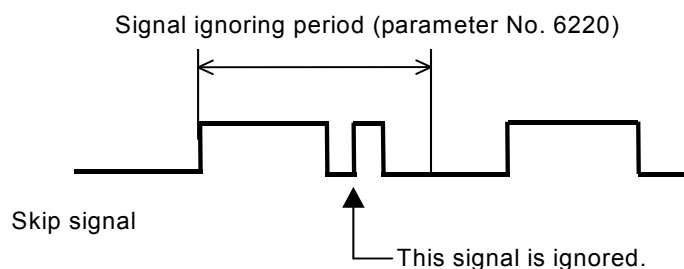 Signal ignoring period (parameter No. 6220)
Skip signal
This signal is ignored.